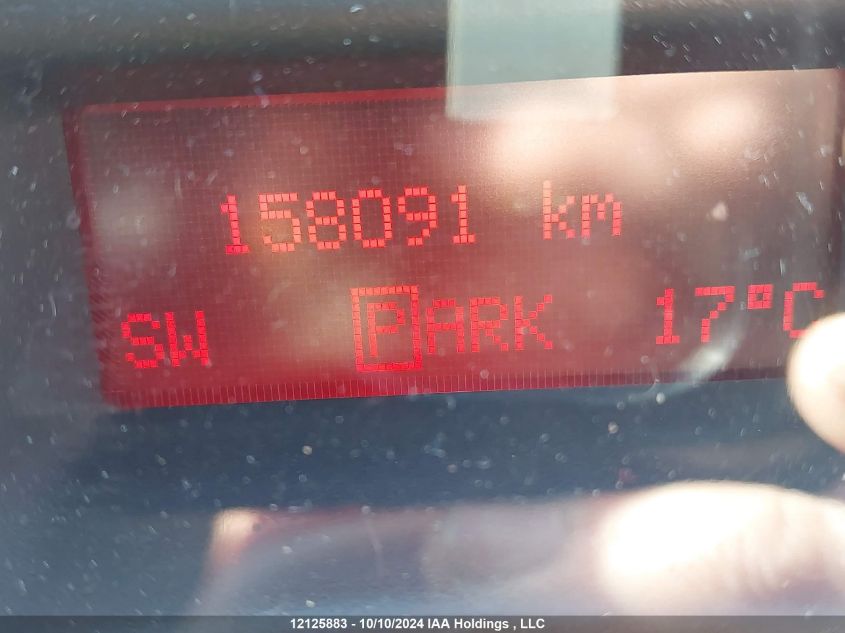 158091 km
SW PARK 17°C
12125883 - 10/10/2024 IAA Holdings , LLC